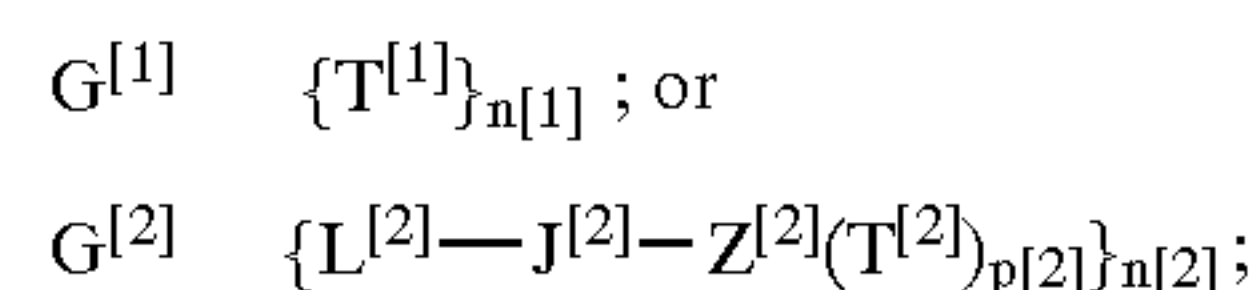 G[1] {T[1]}n[1] ; or
G[2] {L[2]—J[2]–Z[2](T[2])p[2]}n[2] ;